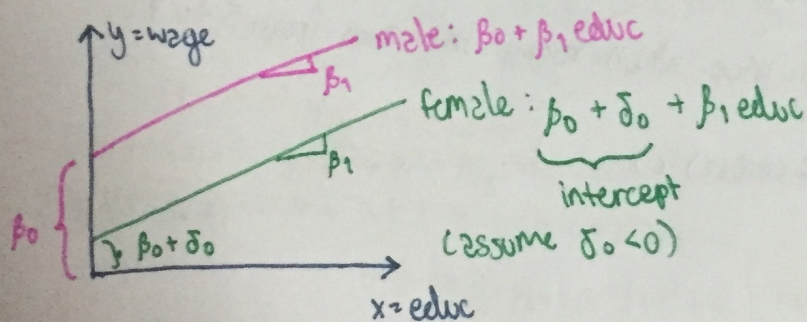 y=wage
male: β0 + β1 educ
β1
female: β0 + δ0 + β1 educ
β1
intercept
β0
β0 + δ0
(assume δ0 < 0)
x=educ